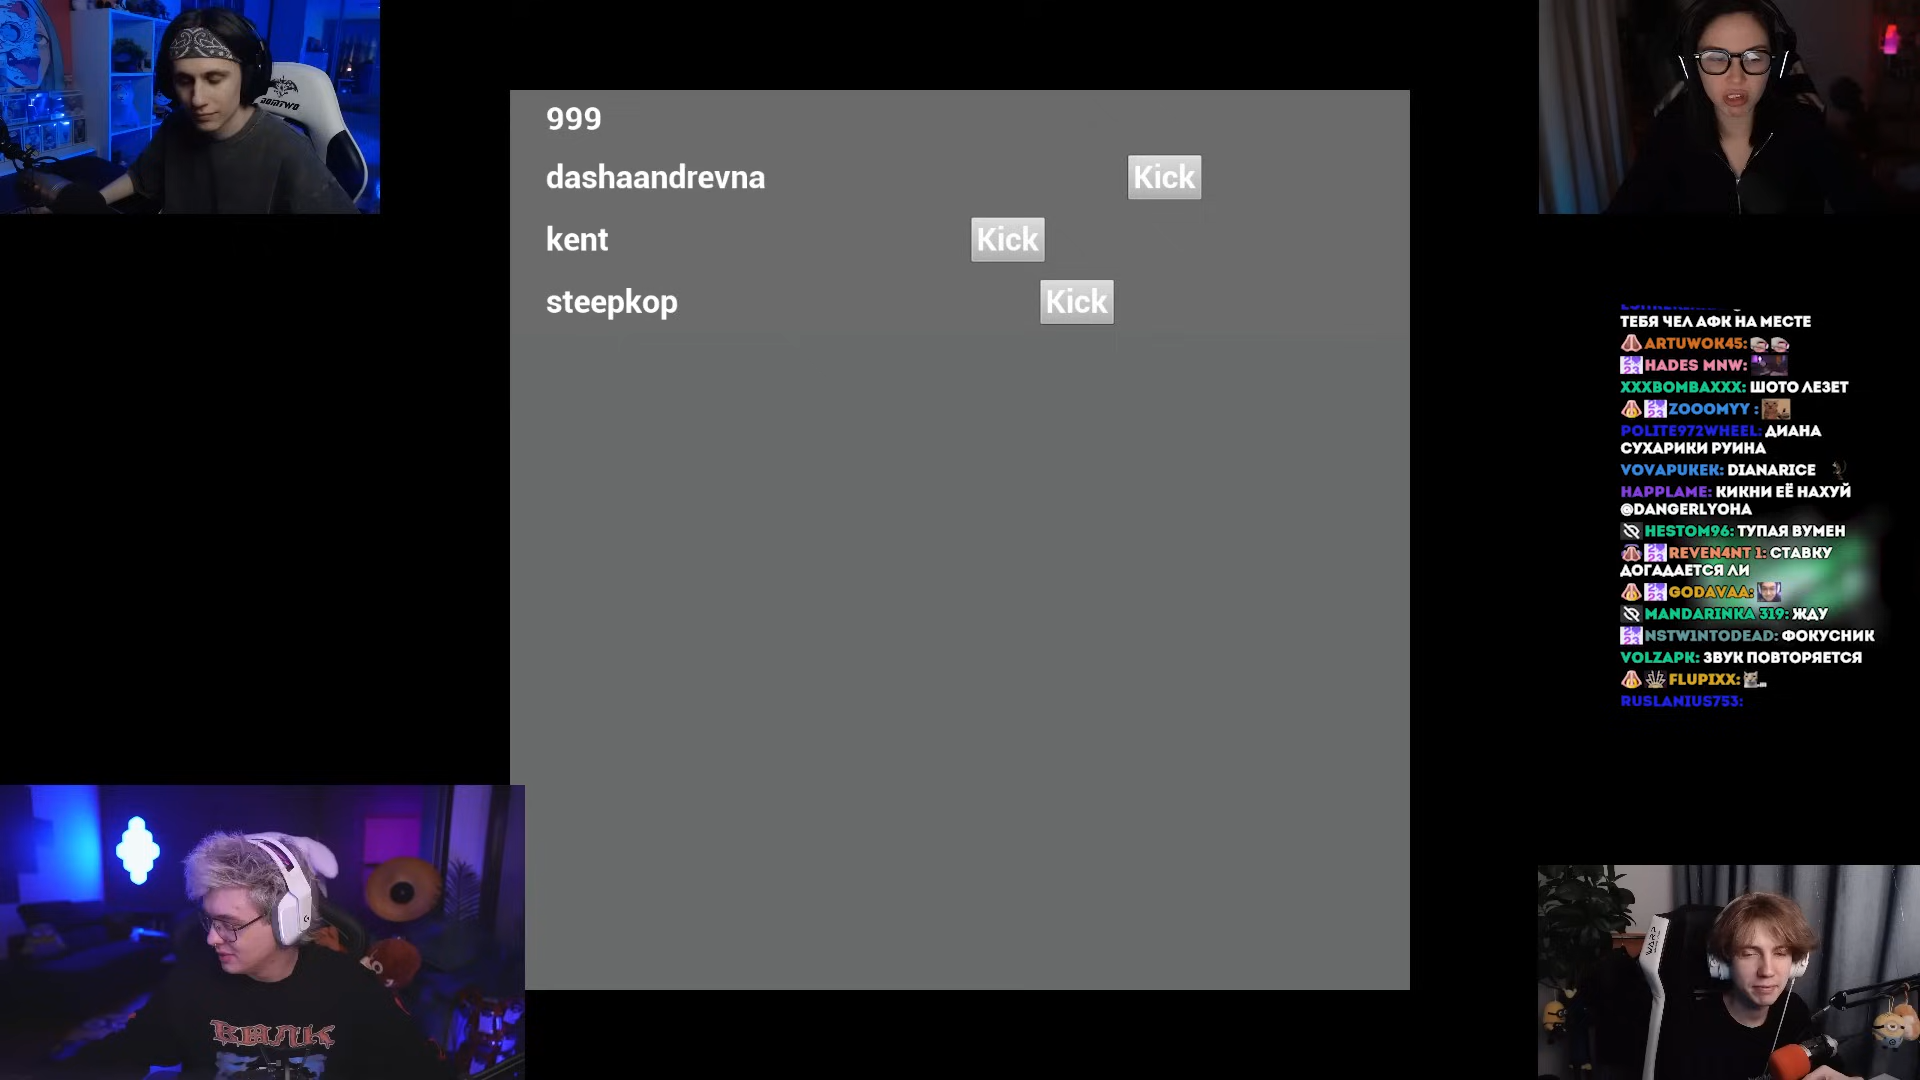 999
dashaandrevna
Kick
kent
Kick
steepkop
Kick
ТЕБЯ ЧЕЛ АФК НА МЕСТЕ
ARTUWOK45:
HADES MNW:
XXXBOMBAXXX: ШОТО ЛЕЗЕТ
ZOOOMYY :
POLITE972WHEEL: ДИАНА
СУХАРИКИ РУИНА
VOVAPUKEK: DIANARICE
HAPPLAME: КИКНИ ЕЁ НАХУЙ
@DANGERLYOHA
HESTOM96: ТУПАЯ ВУМЕН
REVEN4NT 1: СТАВКУ
ДОГАДАЕТСЯ ЛИ
GODAVAA:
MANDARINKA 319: ЖДУ
NSTW1NTODEAD: ФОКУСНИК
VOLZAPK: ЗВУК ПОВТОРЯЕТСЯ
FLUPIXX:
RUSLANIUS753:
WARP